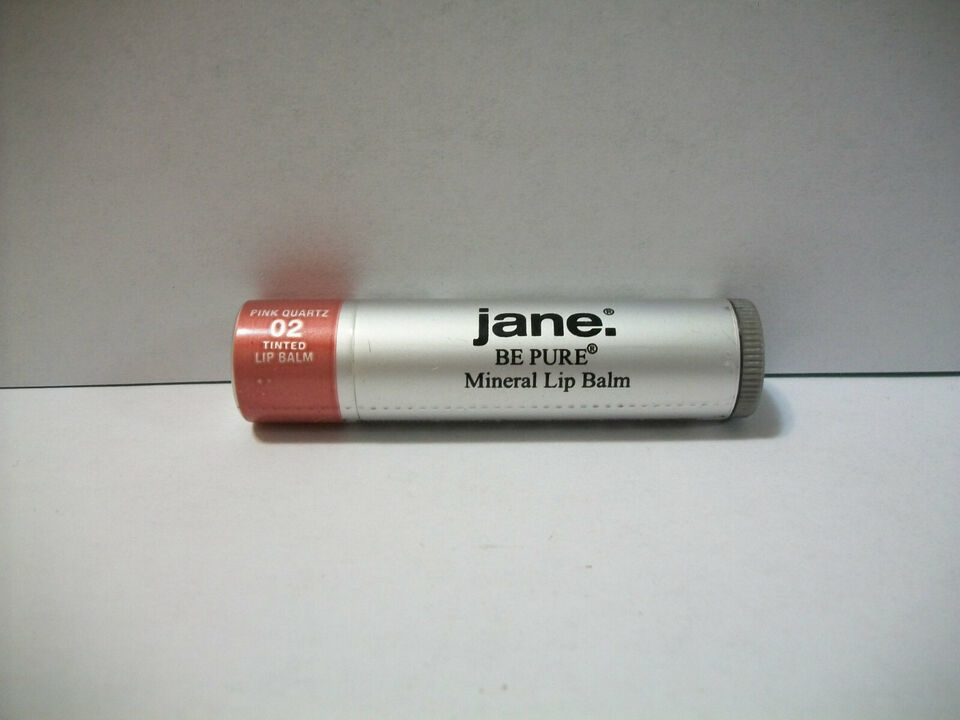 PINK QUARTZ
02
TINTED
LIP BALM
jane.®
BE PURE®
Mineral Lip Balm